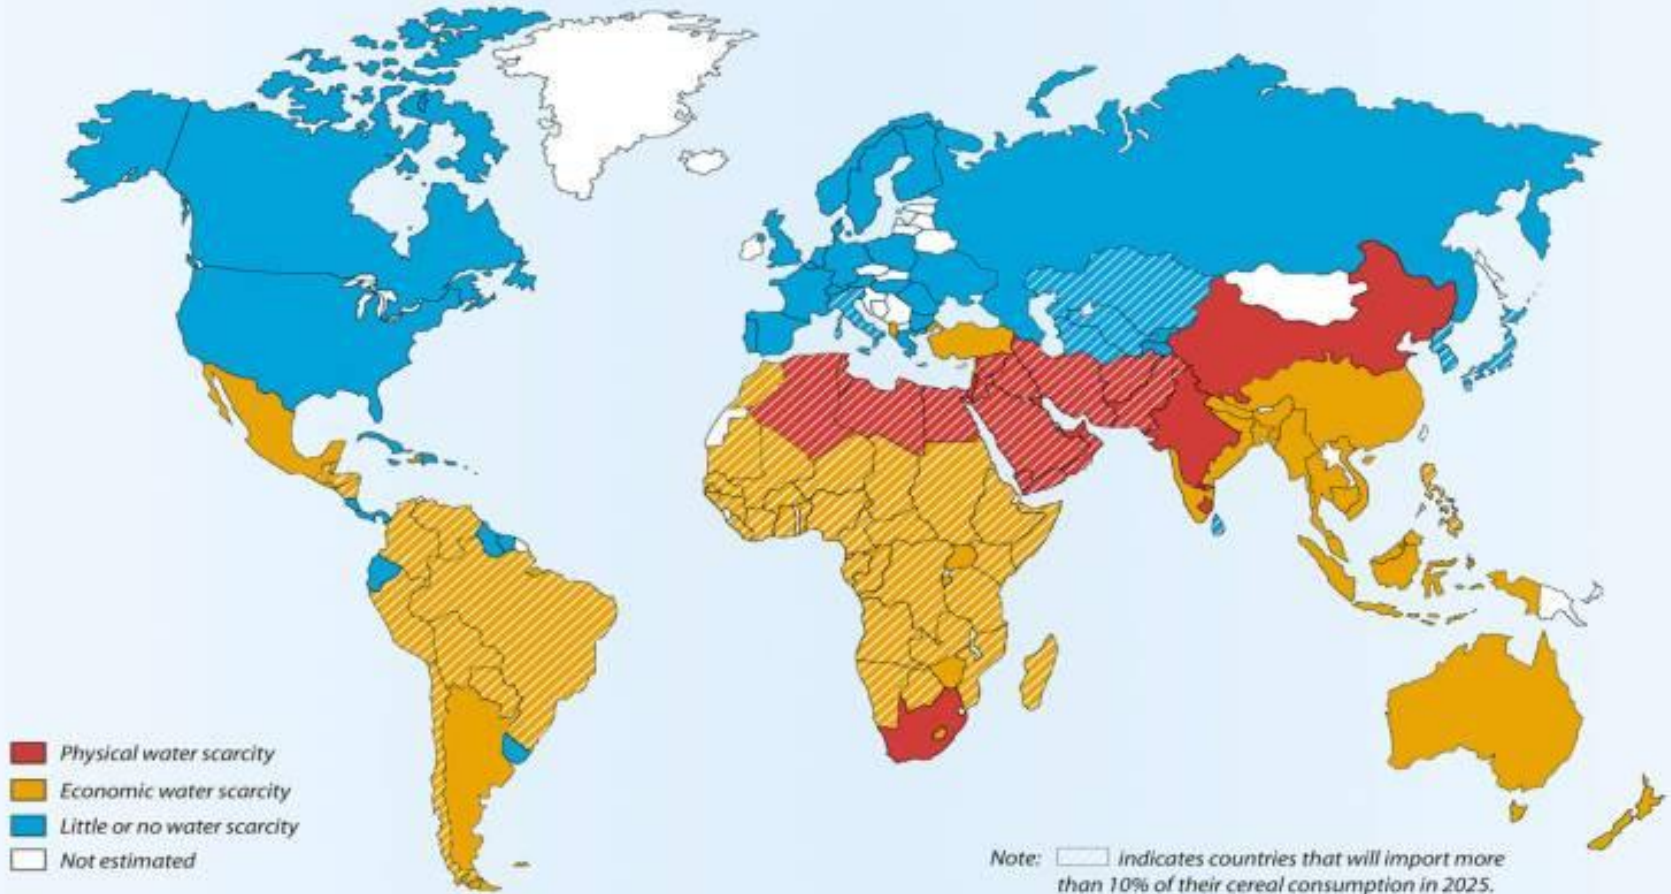 Physical water scarcity
Economic water scarcity
Little or no water scarcity
Not estimated
Note: Indicates countries that will import more
than 10% of their cereal consumption in 2025.